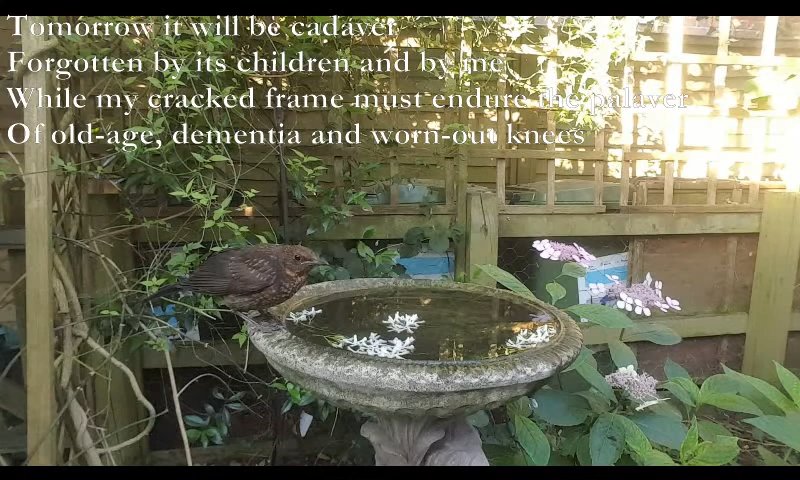 Tomorrow it will be cadaver
Forgotten by its children and by me
While my cracked frame must endure the palaver
Of old-age, dementia and worn-out knees